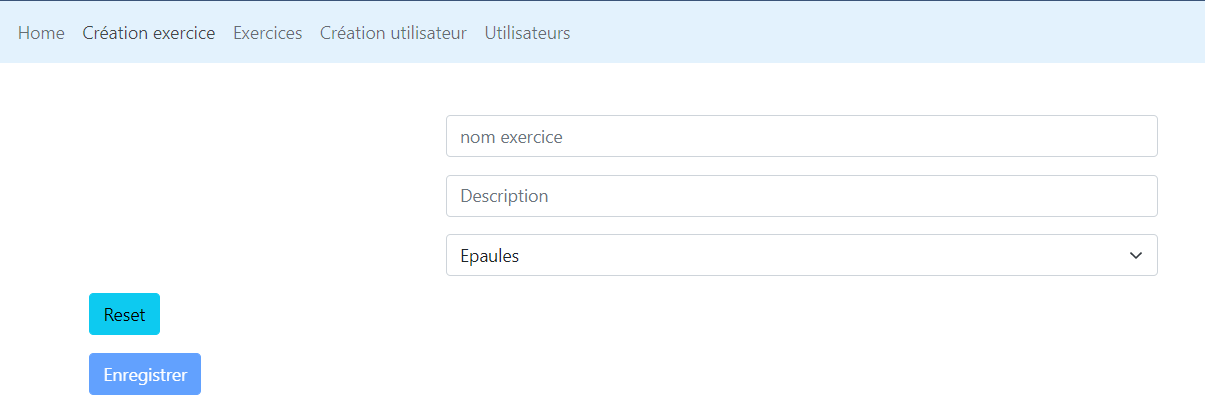 Home Création exercice Exercices Création utilisateur Utilisateurs
nom exercice
Description
Epaules
Reset
Enregistrer